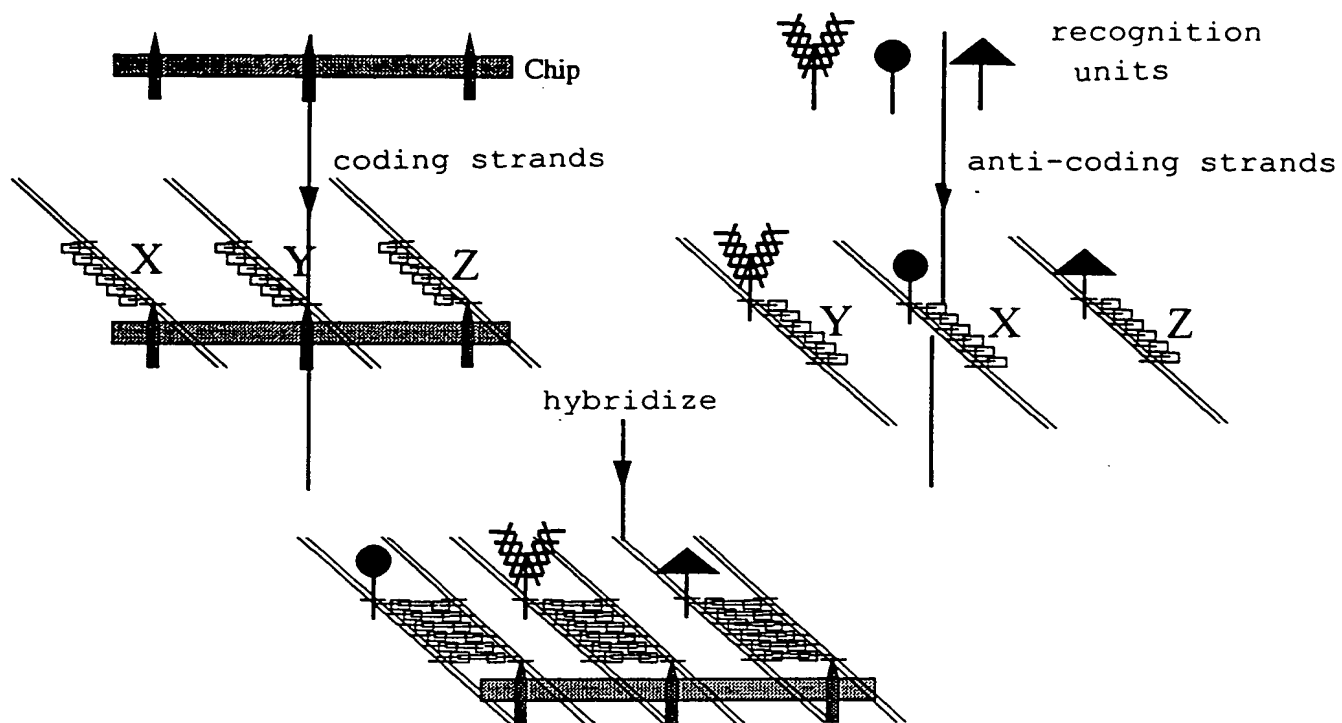 Chip
recognition
units
coding strands
anti-coding strands
X
Y
Z
Y
X
Z
hybridize